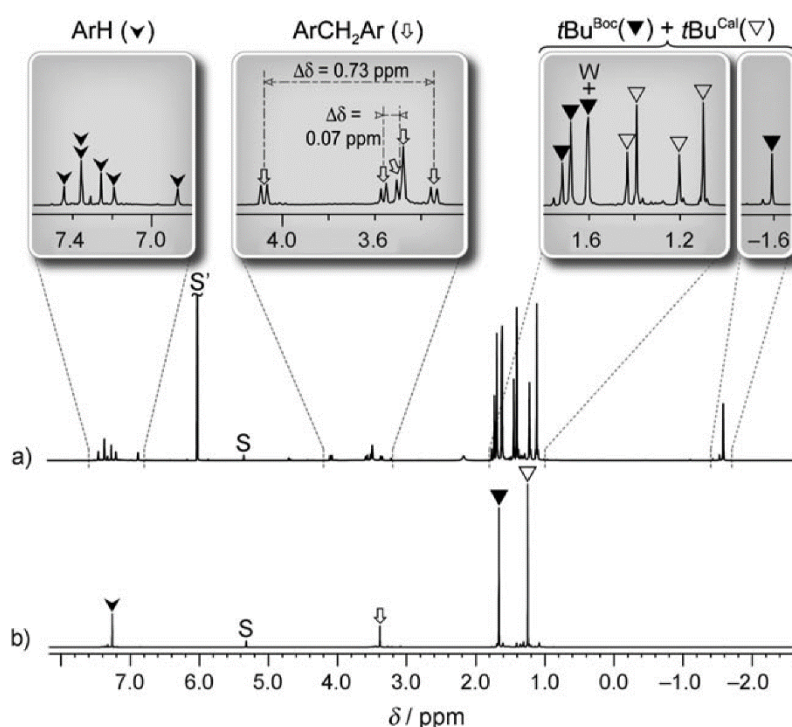 ArH (⮟)
ArCH₂Ar (⇩)
tBuᴮᵒᶜ(▼) + tBuᶜᵃˡ(▽)
Δδ = 0.73 ppm
Δδ =
0.07 ppm
W
+
7.4 7.0
4.0 3.6
1.6 1.2
−1.6
S'
S
a)
S
b)
7.0 6.0 5.0 4.0 3.0 2.0 1.0 0.0 −1.0 −2.0
δ / ppm